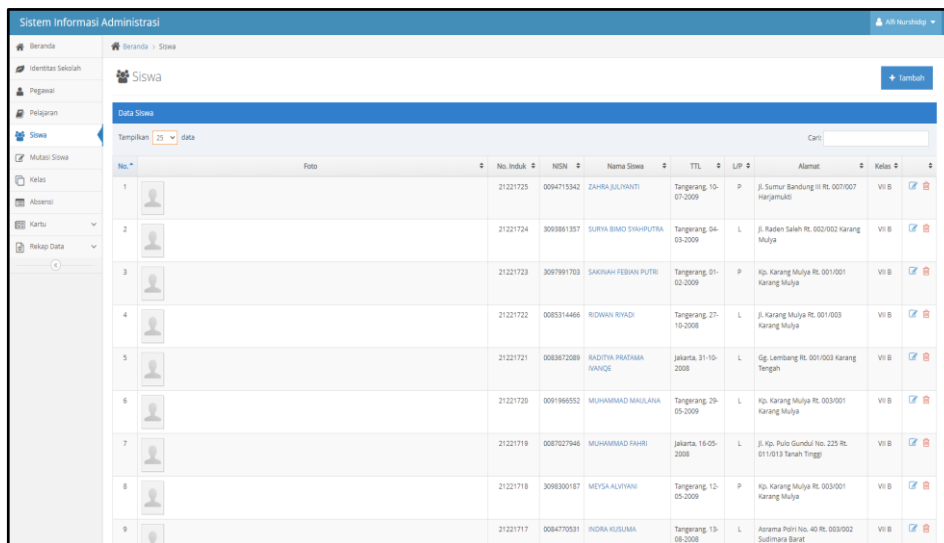 Sistem Informasi Administrasi
Alfi Nurshidip
Beranda
Beranda > Siswa
Identitas Sekolah
Siswa
+ Tambah
Pegawai
Pelajaran
Data Siswa
Siswa
Tampilkan 25 data
Cari:
Mutasi Siswa
No. Foto No. Induk NISN Nama Siswa TTL L/P Alamat Kelas
Kelas
Absensi
Kartu
Rekap Data
1 21221725 0094715342 ZAHRA JULIYANTI Tangerang, 10- P Jl. Sumur Bandung III Rt. 007/007 VII B
07-2009 Harjamukti
2 21221724 3093861357 SURYA BIMO SYAHPUTRA Tangerang, 04- L Jl. Raden Saleh Rt. 002/002 Karang VII B
03-2009 Mulya
3 21221723 3097991703 SAKINAH FEBIAN PUTRI Tangerang, 01- P Kp. Karang Mulya Rt. 001/001 VII B
02-2009 Karang Mulya
4 21221722 0085314466 RIDWAN RIYADI Tangerang, 27- L Jl. Karang Mulya Rt. 001/003 VII B
10-2008 Karang Mulya
5 21221721 0083672089 RADITYA PRATAMA Jakarta, 31-10- L Gg. Lembang Rt. 001/003 Karang VII B
IVANQE 2008 Tengah
6 21221720 0091966552 MUHAMMAD MAULANA Tangerang, 29- L Kp. Karang Mulya Rt. 003/001 VII B
05-2009 Karang Mulya
7 21221719 0087027946 MUHAMMAD FAHRI Jakarta, 16-05- L Jl. Kp. Pulo Gundul No. 225 Rt. VII B
2008 011/013 Tanah Tinggi
8 21221718 3098300187 MEYSA ALVIYANI Tangerang, 12- P Kp. Karang Mulya Rt. 003/001 VII B
05-2009 Karang Mulya
9 21221717 0084770531 INDRA KUSUMA Tangerang, 13- L Asrama Polri No. 40 Rt. 003/002 VII B
08-2008 Sudimara Barat